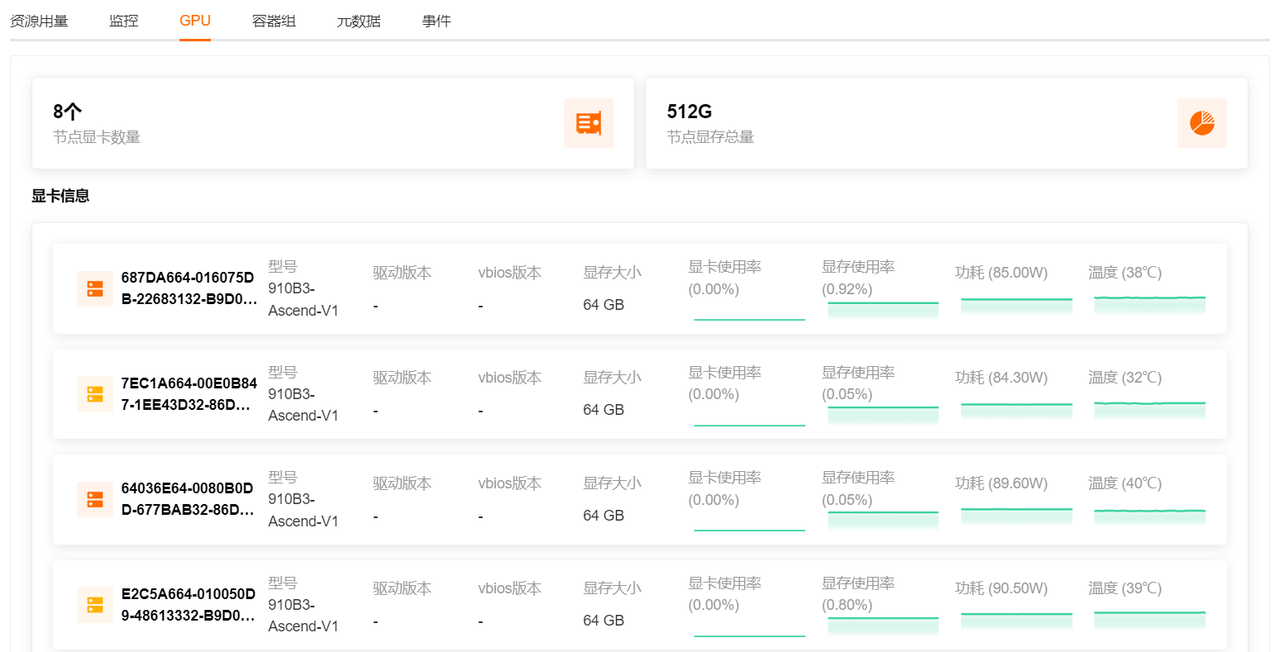 资源用量 监控 GPU 容器组 元数据 事件
8个
节点显卡数量
512G
节点显存总量
显卡信息
687DA664-016075D
B-22683132-B9D0...
型号
910B3-
Ascend-V1
驱动版本
-
vbios版本
-
显存大小
64 GB
显卡使用率
(0.00%)
显存使用率
(0.92%)
功耗 (85.00W)
温度 (38℃)
7EC1A664-00E0B84
7-1EE43D32-86D...
型号
910B3-
Ascend-V1
驱动版本
-
vbios版本
-
显存大小
64 GB
显卡使用率
(0.00%)
显存使用率
(0.05%)
功耗 (84.30W)
温度 (32℃)
64036E64-0080B0D
D-677BAB32-86D...
型号
910B3-
Ascend-V1
驱动版本
-
vbios版本
-
显存大小
64 GB
显卡使用率
(0.00%)
显存使用率
(0.05%)
功耗 (89.60W)
温度 (40℃)
E2C5A664-010050D
9-48613332-B9D0...
型号
910B3-
Ascend-V1
驱动版本
-
vbios版本
-
显存大小
64 GB
显卡使用率
(0.00%)
显存使用率
(0.80%)
功耗 (90.50W)
温度 (39℃)